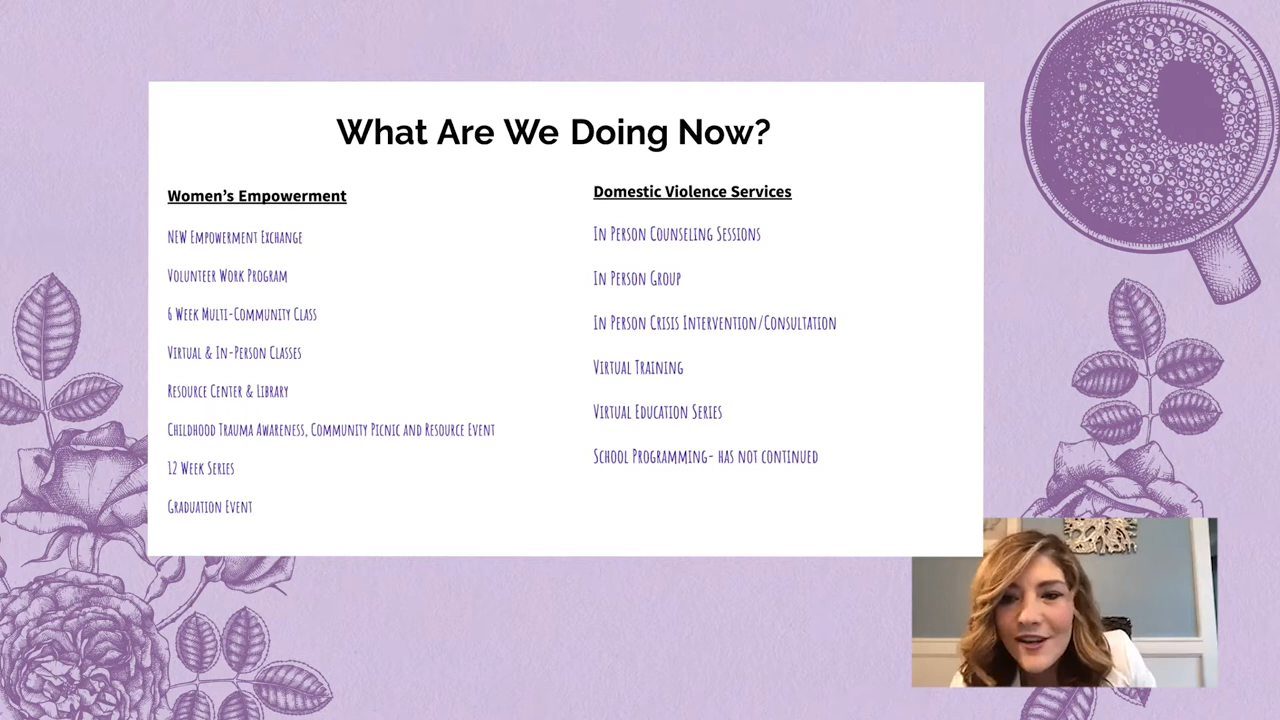 What Are We Doing Now?
Women's Empowerment
NEW Empowerment Exchange
Volunteer Work Program
6 Week Multi-Community Class
Virtual & In-Person Classes
Resource Center & Library
Childhood Trauma Awareness, Community Picnic and Resource Event
12 Week Series
Graduation Event
Domestic Violence Services
In Person Counseling Sessions
In Person Group
In Person Crisis Intervention/Consultation
Virtual Training
Virtual Education Series
School Programming- has not continued